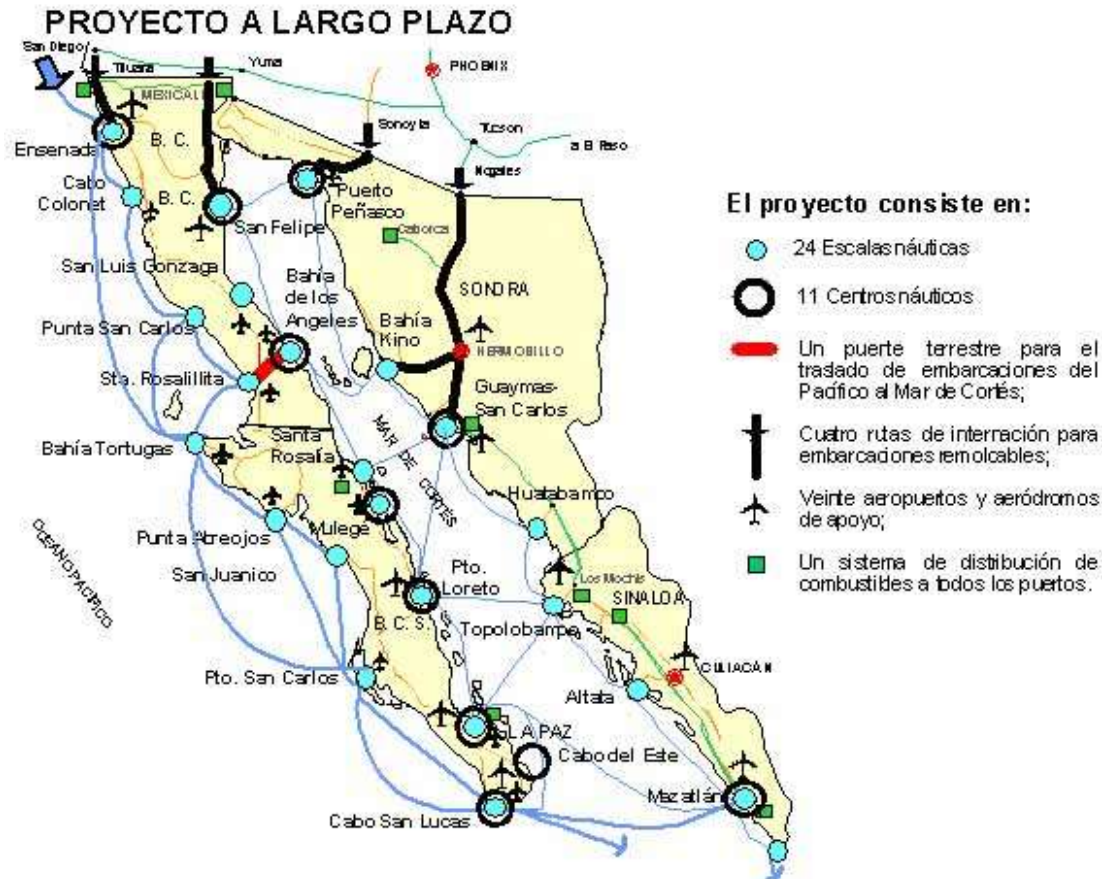 PROYECTO A LARGO PLAZO
San Diego
Tijuana
Yuma
PHOENIX
MEXICALI
Sonoyta
Tucson
a El Paso
Nogales
Ensenada
B. C.
Cabo
Colonet
B. C.
San Felipe
Puerto
Peñasco
Caborca
San Luis Gonzaga
Bahía
de los
Angeles
SONORA
Punta San Carlos
Bahía
Kino
HERMOSILLO
Sta. Rosalillita
Guaymas-
San Carlos
Bahía Tortugas
Santa
Rosalía
MAR DE CORTÉS
Huatabampo
OCEANO PACÍFICO
Punta Abreojos
Mulegé
San Juanico
Pto.
Loreto
Los Mochis
SINALOA
B. C. S.
Topolobampo
CULIACÁN
Pto. San Carlos
Altata
LA PAZ
Cabo del Este
Mazatlán
Cabo San Lucas
El proyecto consiste en:
24 Escalas náuticas
11 Centros náuticos
Un puerte terrestre para el
traslado de embarcaciones del
Pacífico al Mar de Cortés;
Cuatro rutas de internación para
embarcaciones remolcables;
Veinte aeropuertos y aeródromos
de apoyo;
Un sistema de distribución de
combustibles a todos los puertos.